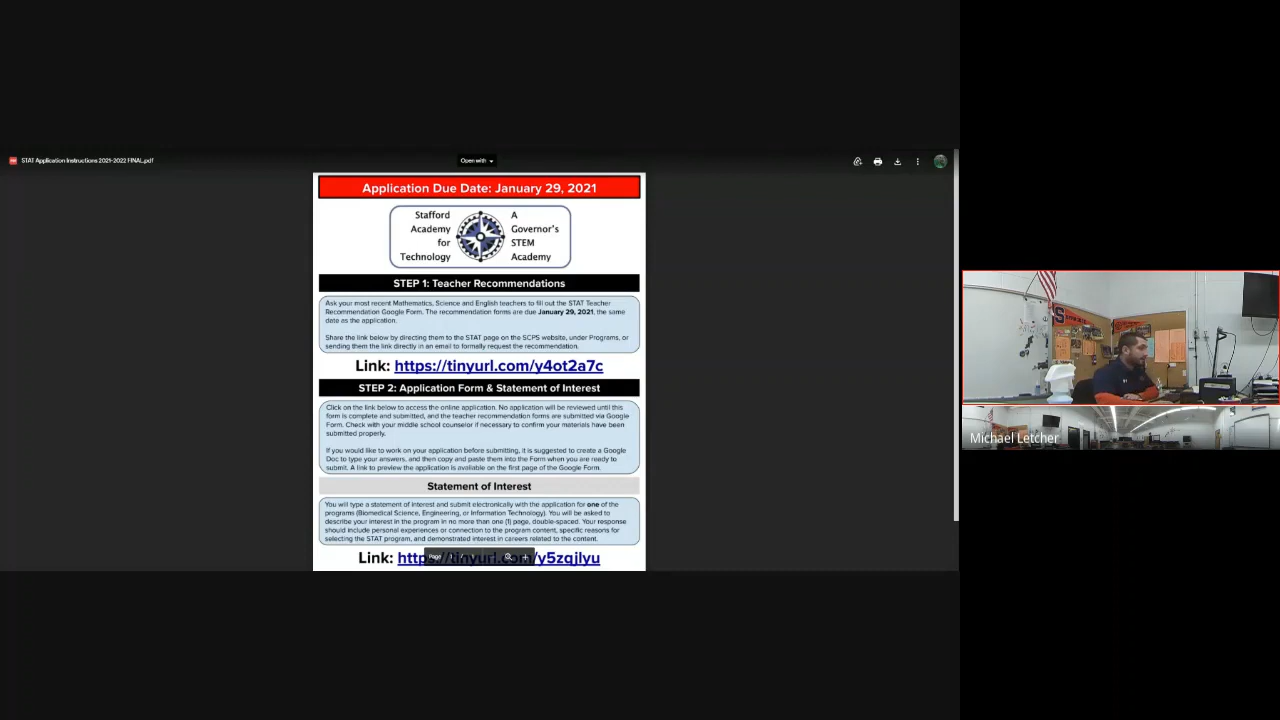 STAT Application Instructions 2021-2022 FINAL.pdf
Open with
Application Due Date: January 29, 2021
Stafford
Academy
for
Technology
A
Governor's
STEM
Academy
STEP 1: Teacher Recommendations
Ask your most recent Mathematics, Science and English teachers to fill out the STAT Teacher
Recommendation Google Form. The recommendation forms are due January 29, 2021, the same
date as the application.
Share the link below by directing them to the STAT page on the SCPS website, under Programs, or
sending them the link directly in an email to formally request the recommendation.
Link: https://tinyurl.com/y4ot2a7c
STEP 2: Application Form & Statement of Interest
Click on the link below to access the online application. No application will be reviewed until this
form is complete and submitted, and the teacher recommendation forms are submitted via Google
Form. Check with your middle school counselor if necessary to confirm your materials have been
submitted properly.
If you would like to work on your application before submitting, it is suggested to create a Google
Doc to type your answers, and then copy and paste them into the Form when you are ready to
submit. A link to preview the application is available on the first page of the Google Form.
Statement of Interest
You will type a statement of interest and submit electronically with the application for one of the
programs (Biomedical Science, Engineering, or Information Technology). You will be asked to
describe your interest in the program in no more than one (1) page, double-spaced. Your response
should include personal experiences or connection to the program content, specific reasons for
selecting the STAT program, and demonstrated interest in careers related to the content.
Link: https://tinyurl.com/y5zqjlyu
Page 1 /
Michael Letcher